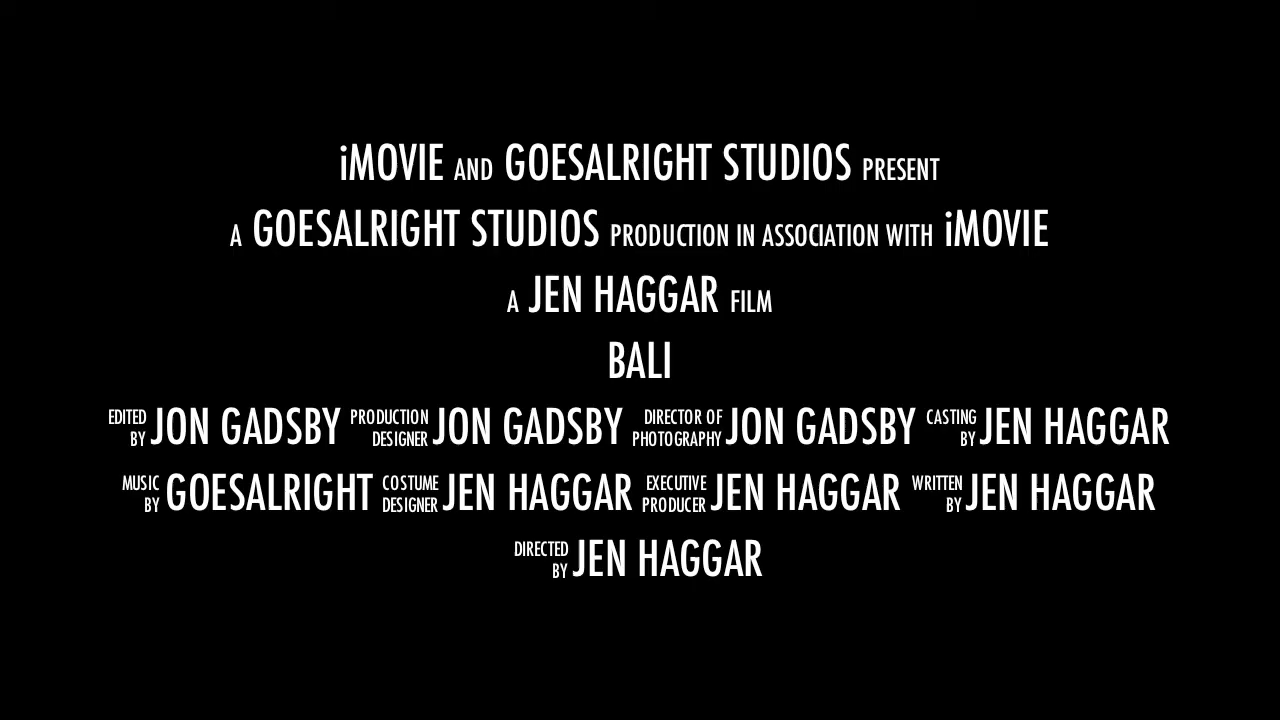 iMOVIE AND GOESALRIGHT STUDIOS PRESENT
A GOESALRIGHT STUDIOS PRODUCTION IN ASSOCIATION WITH iMOVIE
A JEN HAGGAR FILM
BALI
EDITED BY JON GADSBY PRODUCTION DESIGNER JON GADSBY DIRECTOR OF PHOTOGRAPHY JON GADSBY CASTING BY JEN HAGGAR
MUSIC BY GOESALRIGHT COSTUME DESIGNER JEN HAGGAR EXECUTIVE PRODUCER JEN HAGGAR WRITTEN BY JEN HAGGAR
DIRECTED BY JEN HAGGAR